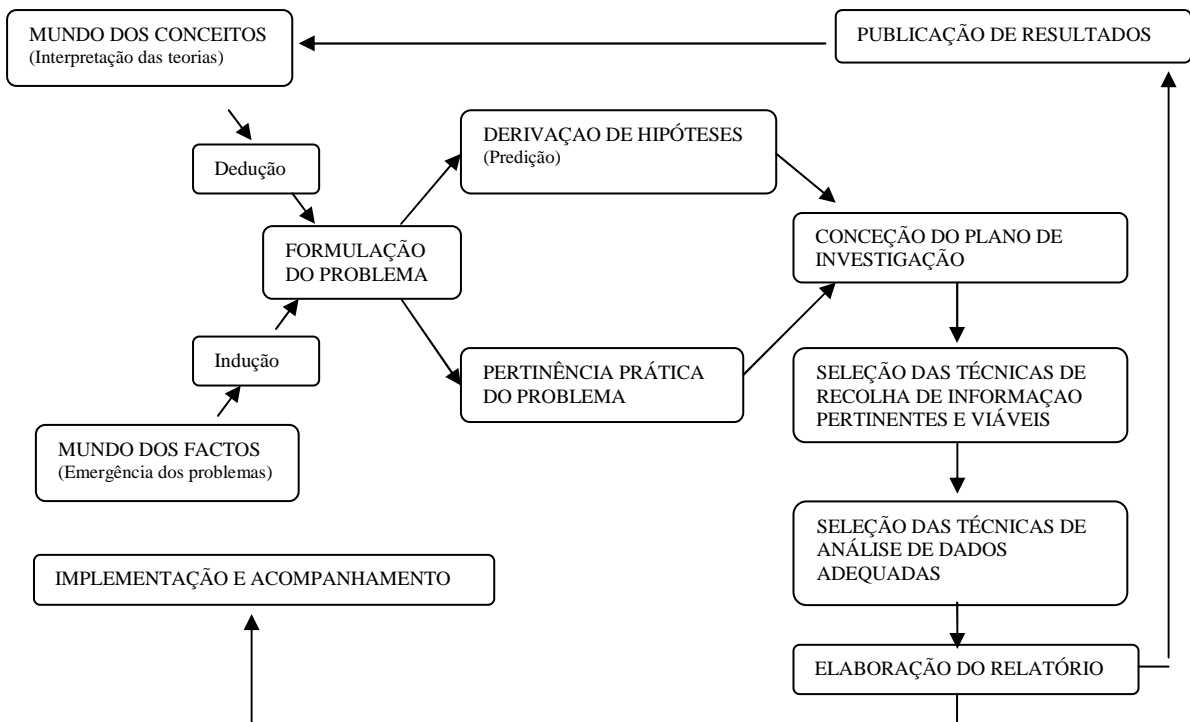 MUNDO DOS CONCEITOS
(Interpretação das teorias)
PUBLICAÇÃO DE RESULTADOS
Dedução
DERIVAÇAO DE HIPÓTESES
(Predição)
FORMULAÇÃO
DO PROBLEMA
CONCEÇÃO DO PLANO DE
INVESTIGAÇÃO
Indução
PERTINÊNCIA PRÁTICA
DO PROBLEMA
SELEÇÃO DAS TÉCNICAS DE
RECOLHA DE INFORMAÇAO
PERTINENTES E VIÁVEIS
MUNDO DOS FACTOS
(Emergência dos problemas)
SELEÇÃO DAS TÉCNICAS DE
ANÁLISE DE DADOS
ADEQUADAS
IMPLEMENTAÇÃO E ACOMPANHAMENTO
ELABORAÇÃO DO RELATÓRIO